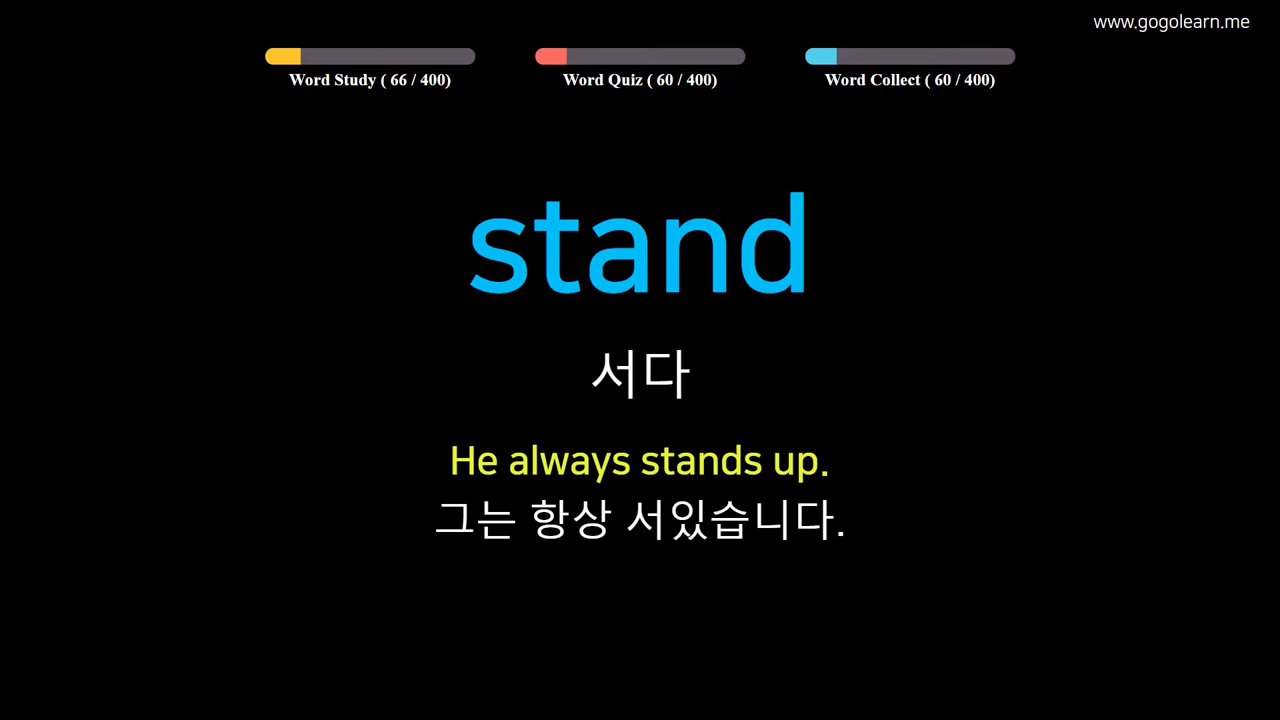 www.gogolearn.me
Word Study ( 66 / 400)
Word Quiz ( 60 / 400)
Word Collect ( 60 / 400)
stand
서다
He always stands up.
그는 항상 서있습니다.